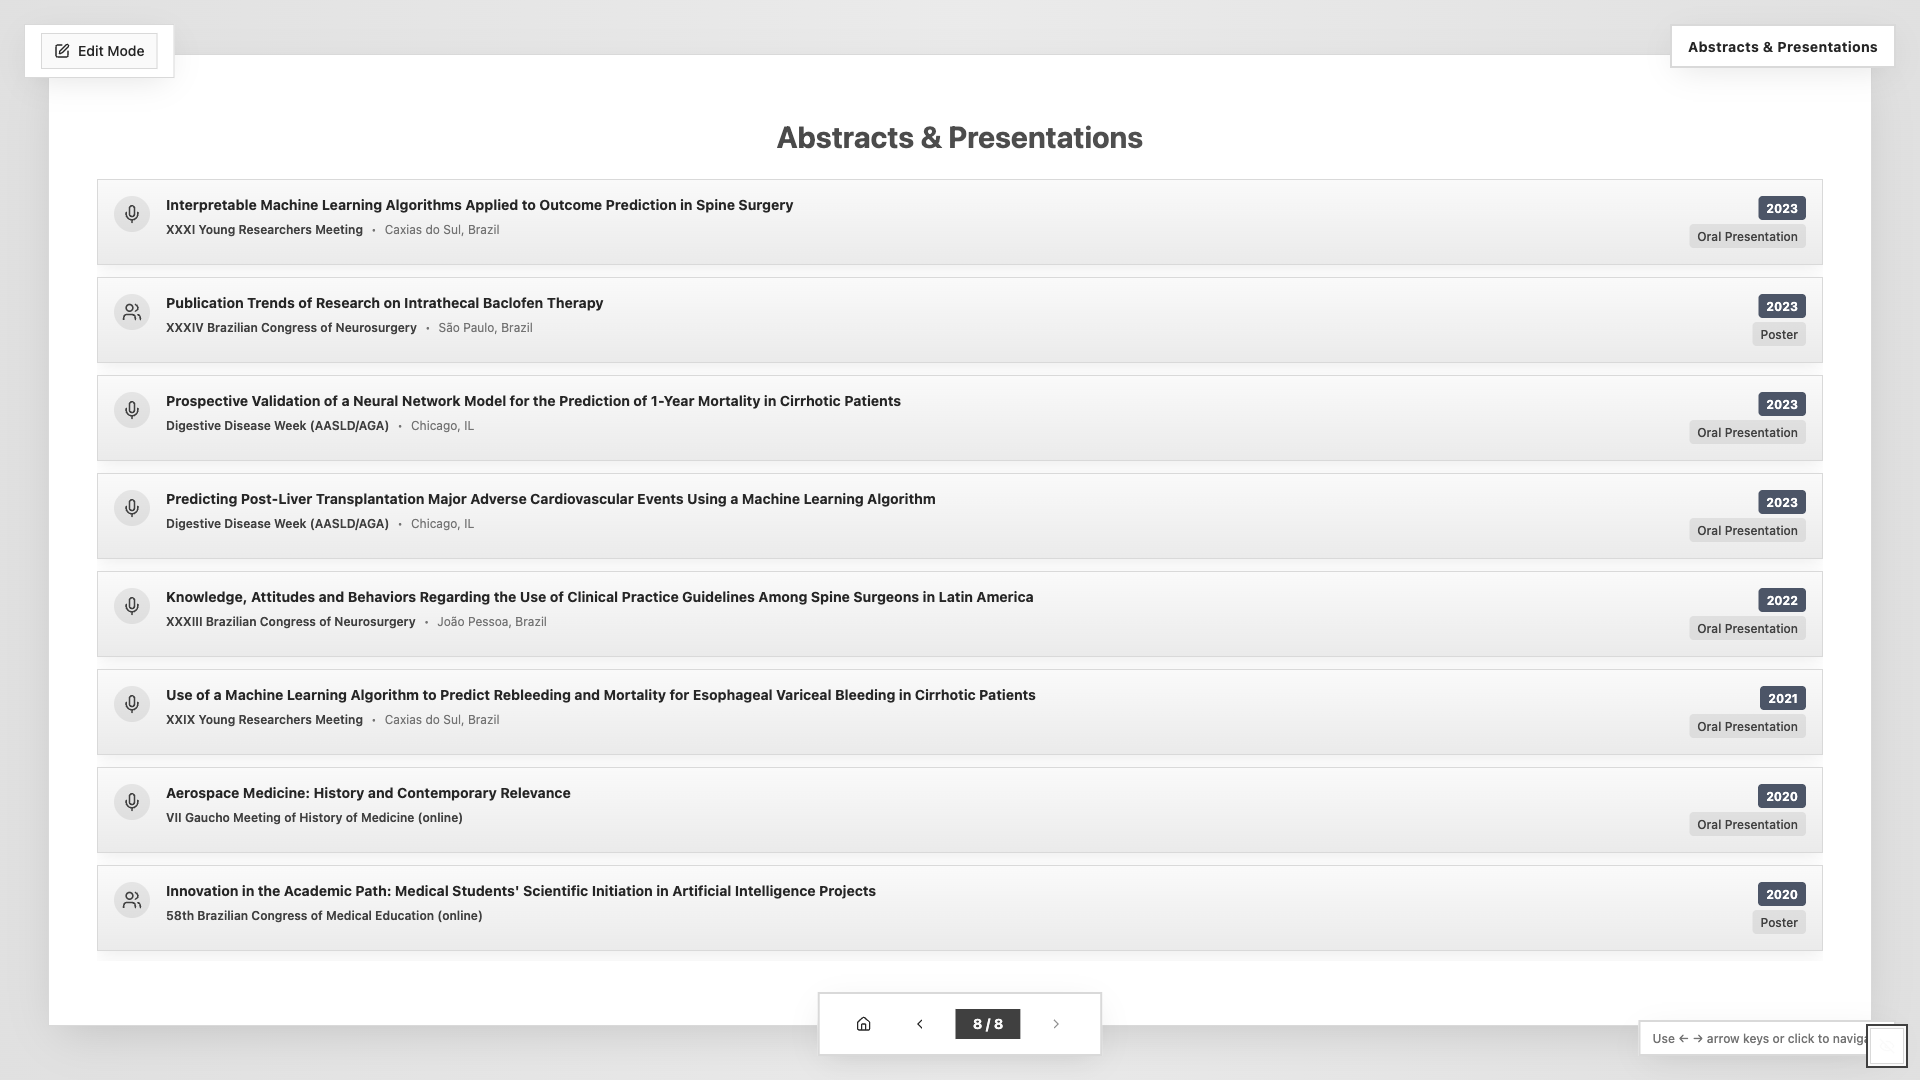 Edit Mode
Abstracts & Presentations
Abstracts & Presentations
Interpretable Machine Learning Algorithms Applied to Outcome Prediction in Spine Surgery
XXXI Young Researchers Meeting • Caxias do Sul, Brazil
2023
Oral Presentation
Publication Trends of Research on Intrathecal Baclofen Therapy
XXXIV Brazilian Congress of Neurosurgery • São Paulo, Brazil
2023
Poster
Prospective Validation of a Neural Network Model for the Prediction of 1-Year Mortality in Cirrhotic Patients
Digestive Disease Week (AASLD/AGA) • Chicago, IL
2023
Oral Presentation
Predicting Post-Liver Transplantation Major Adverse Cardiovascular Events Using a Machine Learning Algorithm
Digestive Disease Week (AASLD/AGA) • Chicago, IL
2023
Oral Presentation
Knowledge, Attitudes and Behaviors Regarding the Use of Clinical Practice Guidelines Among Spine Surgeons in Latin America
XXXIII Brazilian Congress of Neurosurgery • João Pessoa, Brazil
2022
Oral Presentation
Use of a Machine Learning Algorithm to Predict Rebleeding and Mortality for Esophageal Variceal Bleeding in Cirrhotic Patients
XXIX Young Researchers Meeting • Caxias do Sul, Brazil
2021
Oral Presentation
Aerospace Medicine: History and Contemporary Relevance
VII Gaucho Meeting of History of Medicine (online)
2020
Oral Presentation
Innovation in the Academic Path: Medical Students' Scientific Initiation in Artificial Intelligence Projects
58th Brazilian Congress of Medical Education (online)
2020
Poster
8 / 8
Use ← → arrow keys or click to